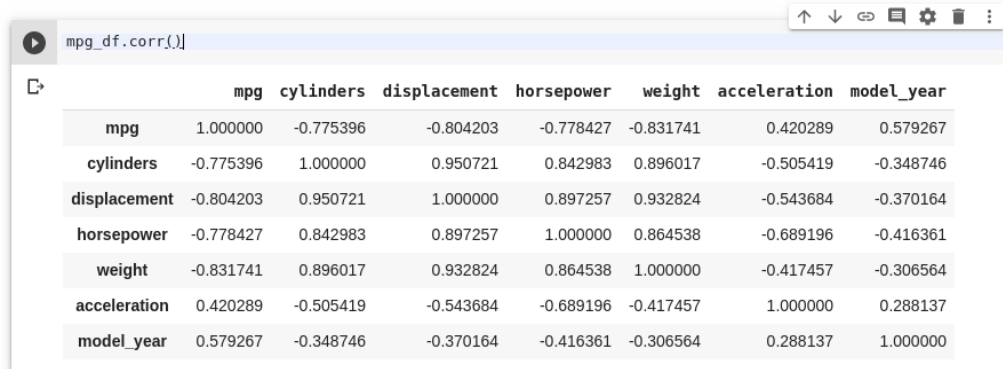 mpg_df.corr()
mpg cylinders displacement horsepower weight acceleration model_year
mpg 1.000000 -0.775396 -0.804203 -0.778427 -0.831741 0.420289 0.579267
cylinders -0.775396 1.000000 0.950721 0.842983 0.896017 -0.505419 -0.348746
displacement -0.804203 0.950721 1.000000 0.897257 0.932824 -0.543684 -0.370164
horsepower -0.778427 0.842983 0.897257 1.000000 0.864538 -0.689196 -0.416361
weight -0.831741 0.896017 0.932824 0.864538 1.000000 -0.417457 -0.306564
acceleration 0.420289 -0.505419 -0.543684 -0.689196 -0.417457 1.000000 0.288137
model_year 0.579267 -0.348746 -0.370164 -0.416361 -0.306564 0.288137 1.000000